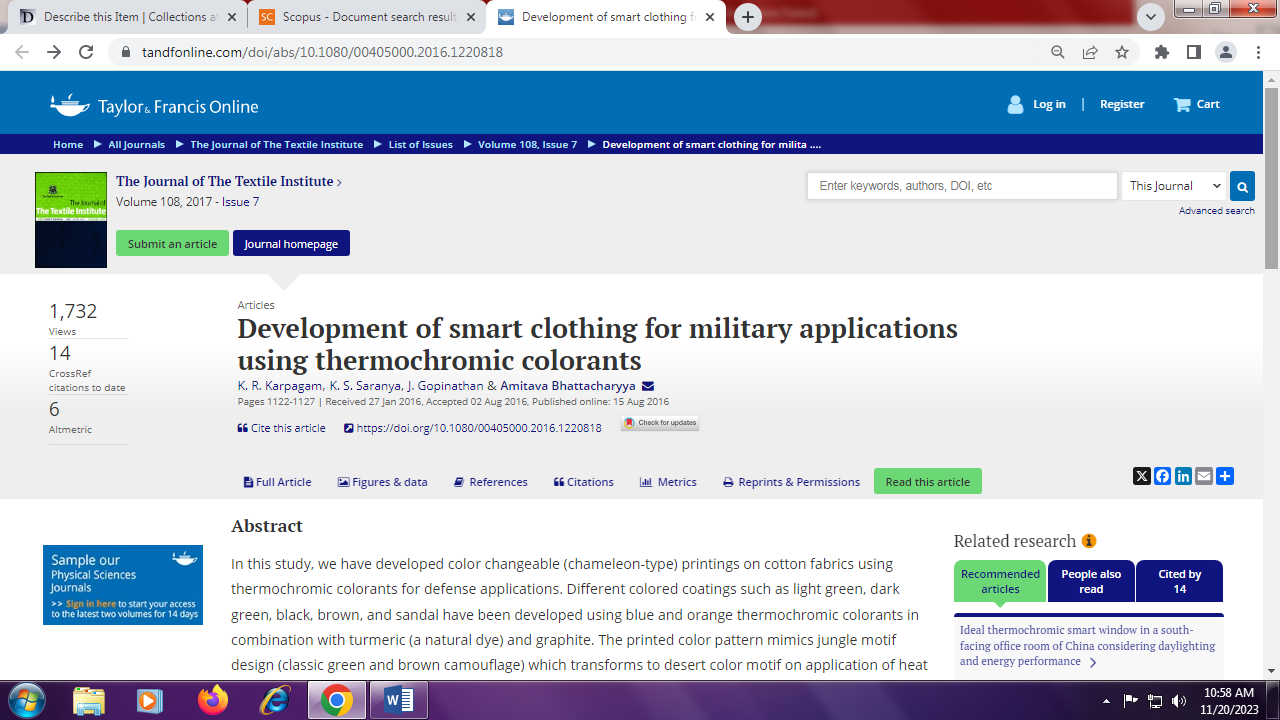 Describe this Item | Collections at
Scopus - Document search result
Development of smart clothing fo
tandfonline.com/doi/abs/10.1080/00405000.2016.1220818
Taylor & Francis Online
Log in | Register Cart
Home All Journals The Journal of The Textile Institute List of Issues Volume 108, Issue 7 Development of smart clothing for milita ....
The Journal of The Textile Institute
The Journal of The Textile Institute
Volume 108, 2017 - Issue 7
Enter keywords, authors, DOI, etc
This Journal
Advanced search
Submit an article
Journal homepage
1,732
Views
14
CrossRef
citations to date
6
Altmetric
Articles
Development of smart clothing for military applications
using thermochromic colorants
K. R. Karpagam, K. S. Saranya, J. Gopinathan & Amitava Bhattacharyya
Pages 1122-1127 | Received 27 Jan 2016, Accepted 02 Aug 2016, Published online: 15 Aug 2016
Cite this article https://doi.org/10.1080/00405000.2016.1220818 Check for updates
Full Article Figures & data References Citations Metrics Reprints & Permissions Read this article
Sample our
Physical Sciences
Journals
>> Sign in here to start your access
to the latest two volumes for 14 days
Abstract
In this study, we have developed color changeable (chameleon-type) printings on cotton fabrics using
thermochromic colorants for defense applications. Different colored coatings such as light green, dark
green, black, brown, and sandal have been developed using blue and orange thermochromic colorants in
combination with turmeric (a natural dye) and graphite. The printed color pattern mimics jungle motif
design (classic green and brown camouflage) which transforms to desert color motif on application of heat
Related research
Recommended
articles
People also
read
Cited by
14
Ideal thermochromic smart window in a south-
facing office room of China considering daylighting
and energy performance
10:58 AM
11/20/2023